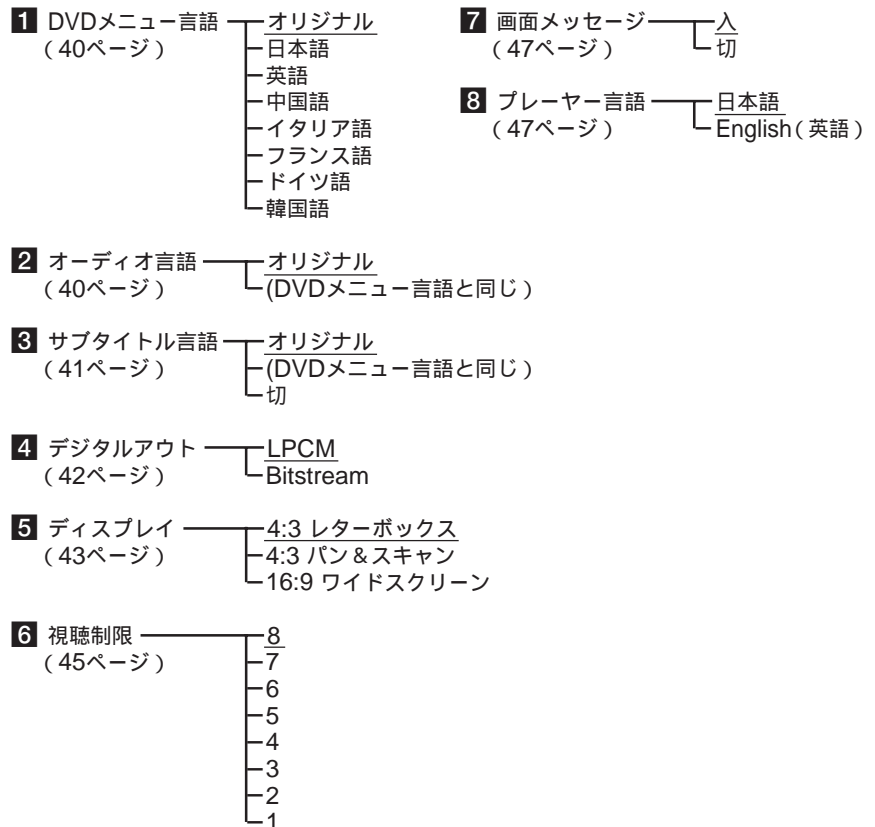 1 DVDメニュー言語 オリジナル
(40ページ) 日本語
英語
中国語
イタリア語
フランス語
ドイツ語
韓国語
2 オーディオ言語 オリジナル
(40ページ) (DVDメニュー言語と同じ)
3 サブタイトル言語 オリジナル
(41ページ) (DVDメニュー言語と同じ)
切
4 デジタルアウト LPCM
(42ページ) Bitstream
5 ディスプレイ 4:3 レターボックス
(43ページ) 4:3 パン&スキャン
16:9 ワイドスクリーン
6 視聴制限 8
(45ページ) 7
6
5
4
3
2
1
7 画面メッセージ 入
(47ページ) 切
8 プレーヤー言語 日本語
(47ページ) English(英語)